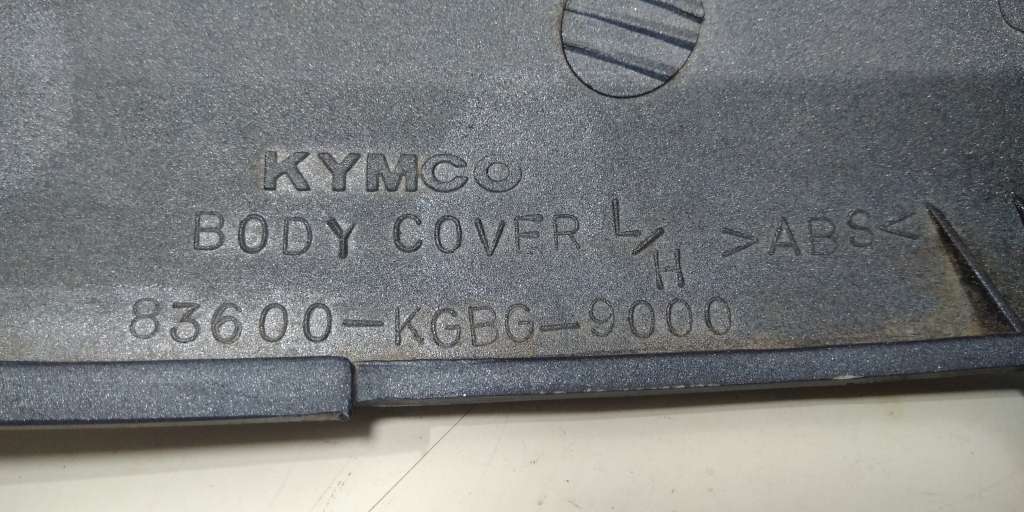 KYMCO
BODY COVER L/H >ABS<
83600-KGBG-9000